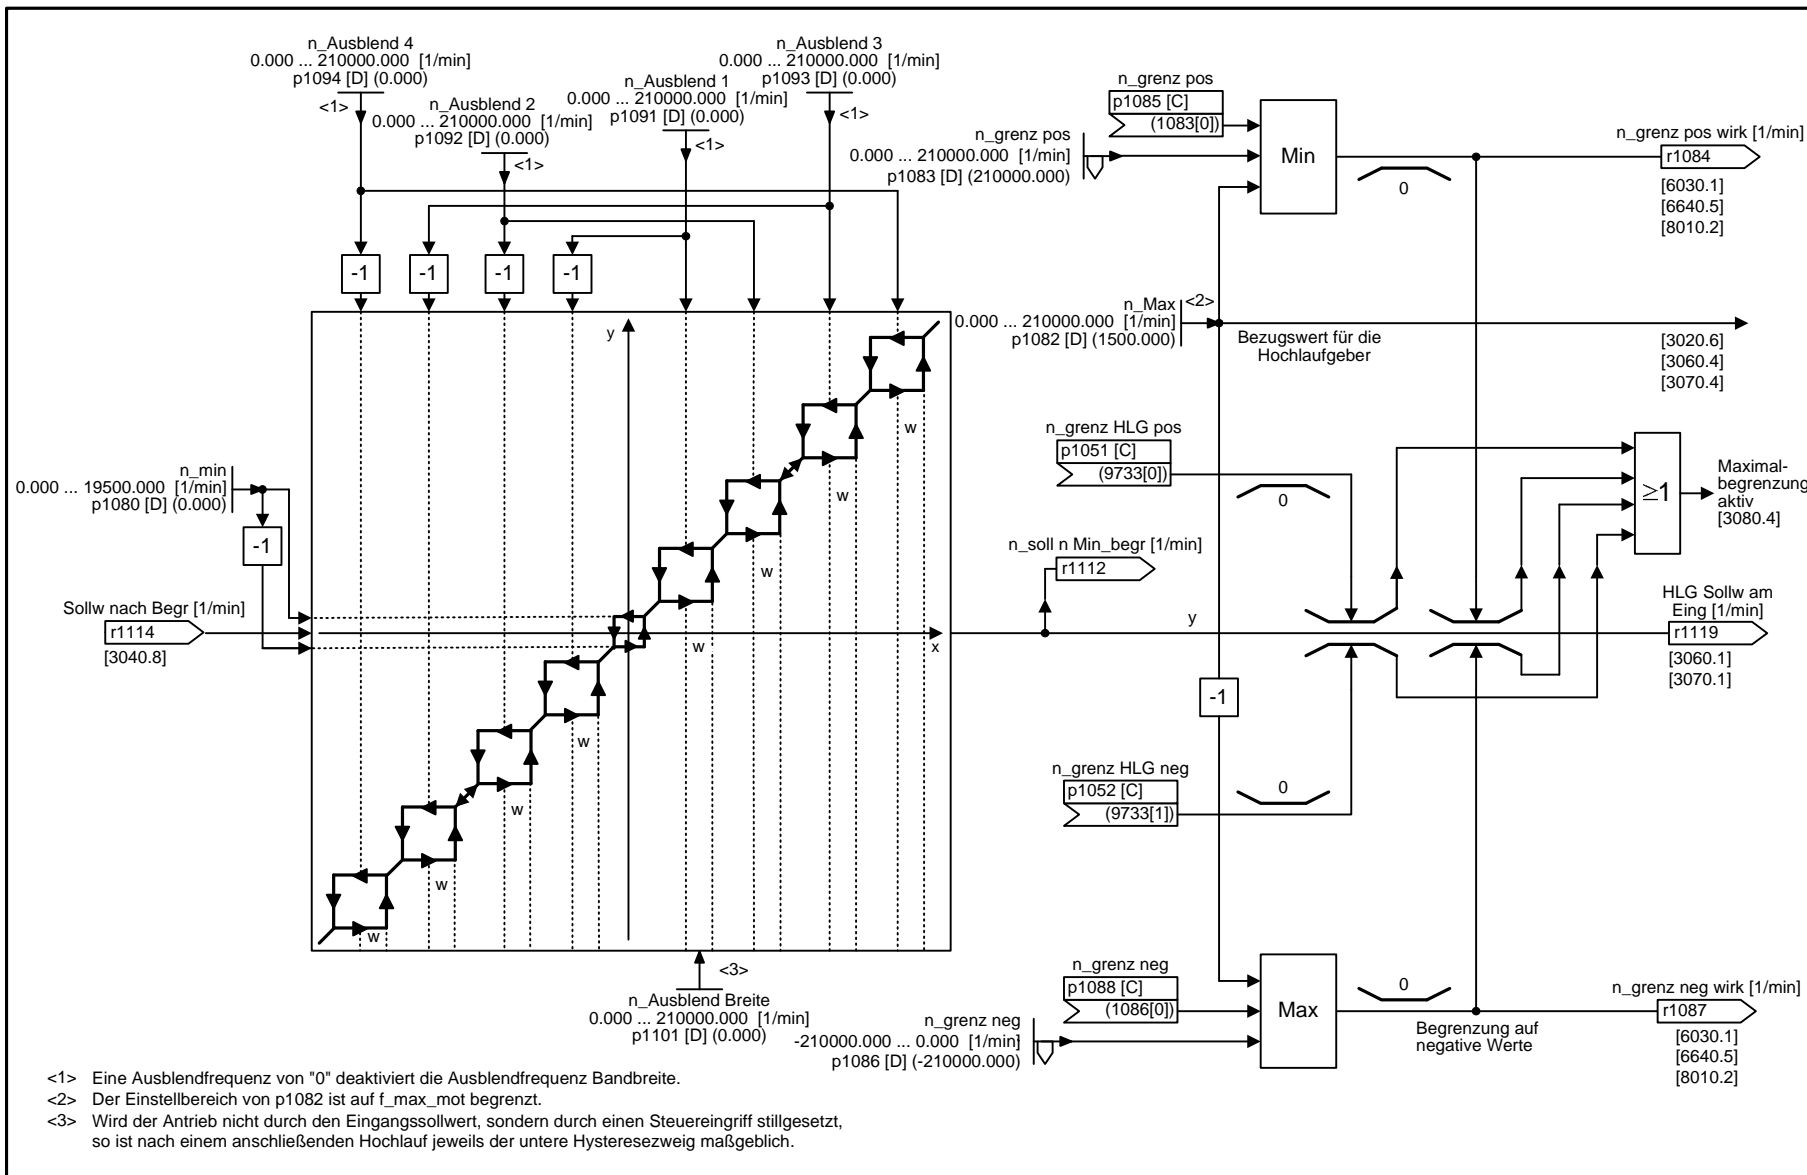 n_Ausblend 4
0.000 ... 210000.000 [1/min]
p1094 [D] (0.000)
<1>
n_Ausblend 2
0.000 ... 210000.000 [1/min]
p1092 [D] (0.000)
<1>
n_Ausblend 1
0.000 ... 210000.000 [1/min]
p1091 [D] (0.000)
<1>
n_Ausblend 3
0.000 ... 210000.000 [1/min]
p1093 [D] (0.000)
<1>
-1
-1
-1
-1
y
x
w
w
w
w
w
w
w
w
n_min
0.000 ... 19500.000 [1/min]
p1080 [D] (0.000)
-1
Sollw nach Begr [1/min]
r1114
[3040.8]
<3>
n_Ausblend Breite
0.000 ... 210000.000 [1/min]
p1101 [D] (0.000)
n_grenz pos
p1085 [C]
(1083[0])
n_grenz pos
0.000 ... 210000.000 [1/min]
p1083 [D] (210000.000)
Min
0
n_grenz pos wirk [1/min]
r1084
[6030.1]
[6640.5]
[8010.2]
n_Max
<2>
0.000 ... 210000.000 [1/min]
p1082 [D] (1500.000)
Bezugswert für die
Hochlaufgeber
[3020.6]
[3060.4]
[3070.4]
n_grenz HLG pos
p1051 [C]
(9733[0])
0
≥1
Maximal-
begrenzung
aktiv
[3080.4]
n_soll n Min_begr [1/min]
r1112
y
HLG Sollw am
Eing [1/min]
r1119
[3060.1]
[3070.1]
-1
n_grenz HLG neg
p1052 [C]
(9733[1])
0
n_grenz neg
p1088 [C]
(1086[0])
n_grenz neg
-210000.000 ... 0.000 [1/min]
p1086 [D] (-210000.000)
Max
0
Begrenzung auf
negative Werte
n_grenz neg wirk [1/min]
r1087
[6030.1]
[6640.5]
[8010.2]
<1> Eine Ausblendfrequenz von "0" deaktiviert die Ausblendfrequenz Bandbreite.
<2> Der Einstellbereich von p1082 ist auf f_max_mot begrenzt.
<3> Wird der Antrieb nicht durch den Eingangssollwert, sondern durch einen Steuereingriff stillgesetzt,
so ist nach einem anschließenden Hochlauf jeweils der untere Hysteresezweig maßgeblich.